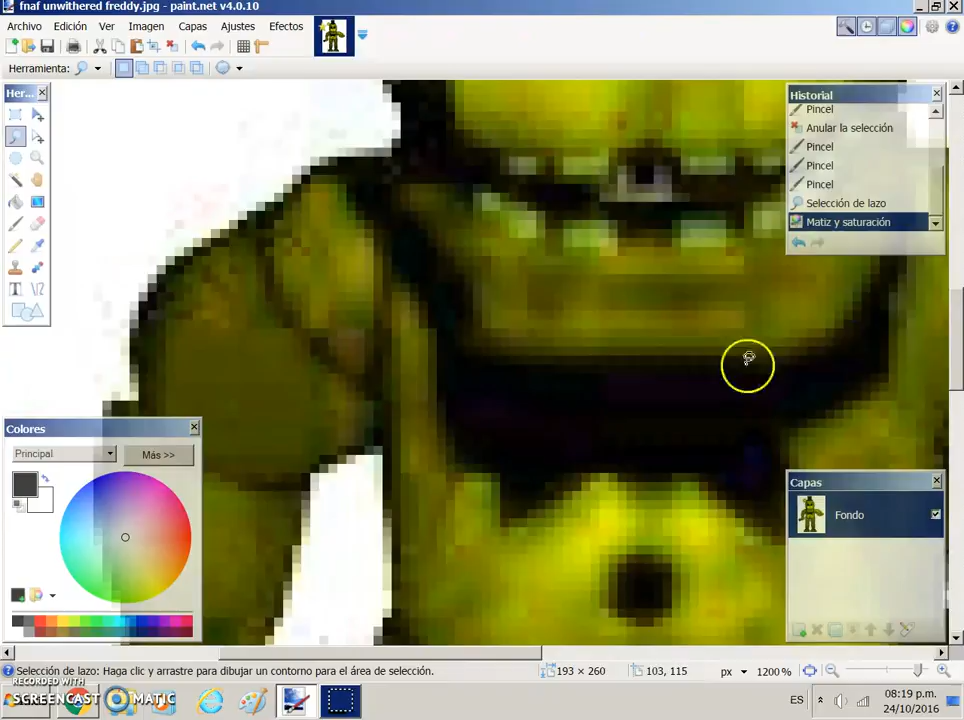 fnaf unwithered freddy.jpg - paint.net v4.0.10
Archivo Edición Ver Imagen Capas Ajustes Efectos
Herramienta:
Her...
Historial
Pincel
Anular la selección
Pincel
Pincel
Pincel
Selección de lazo
Matiz y saturación
Colores
Principal
Más >>
Capas
Fondo
Selección de lazo: Haga clic y arrastre para dibujar un contorno para el área de selección.
193 × 260
103, 115
px
1200%
RECORDED WITH
SCREENCAST MATIC
ES
08:19 p.m.
24/10/2016